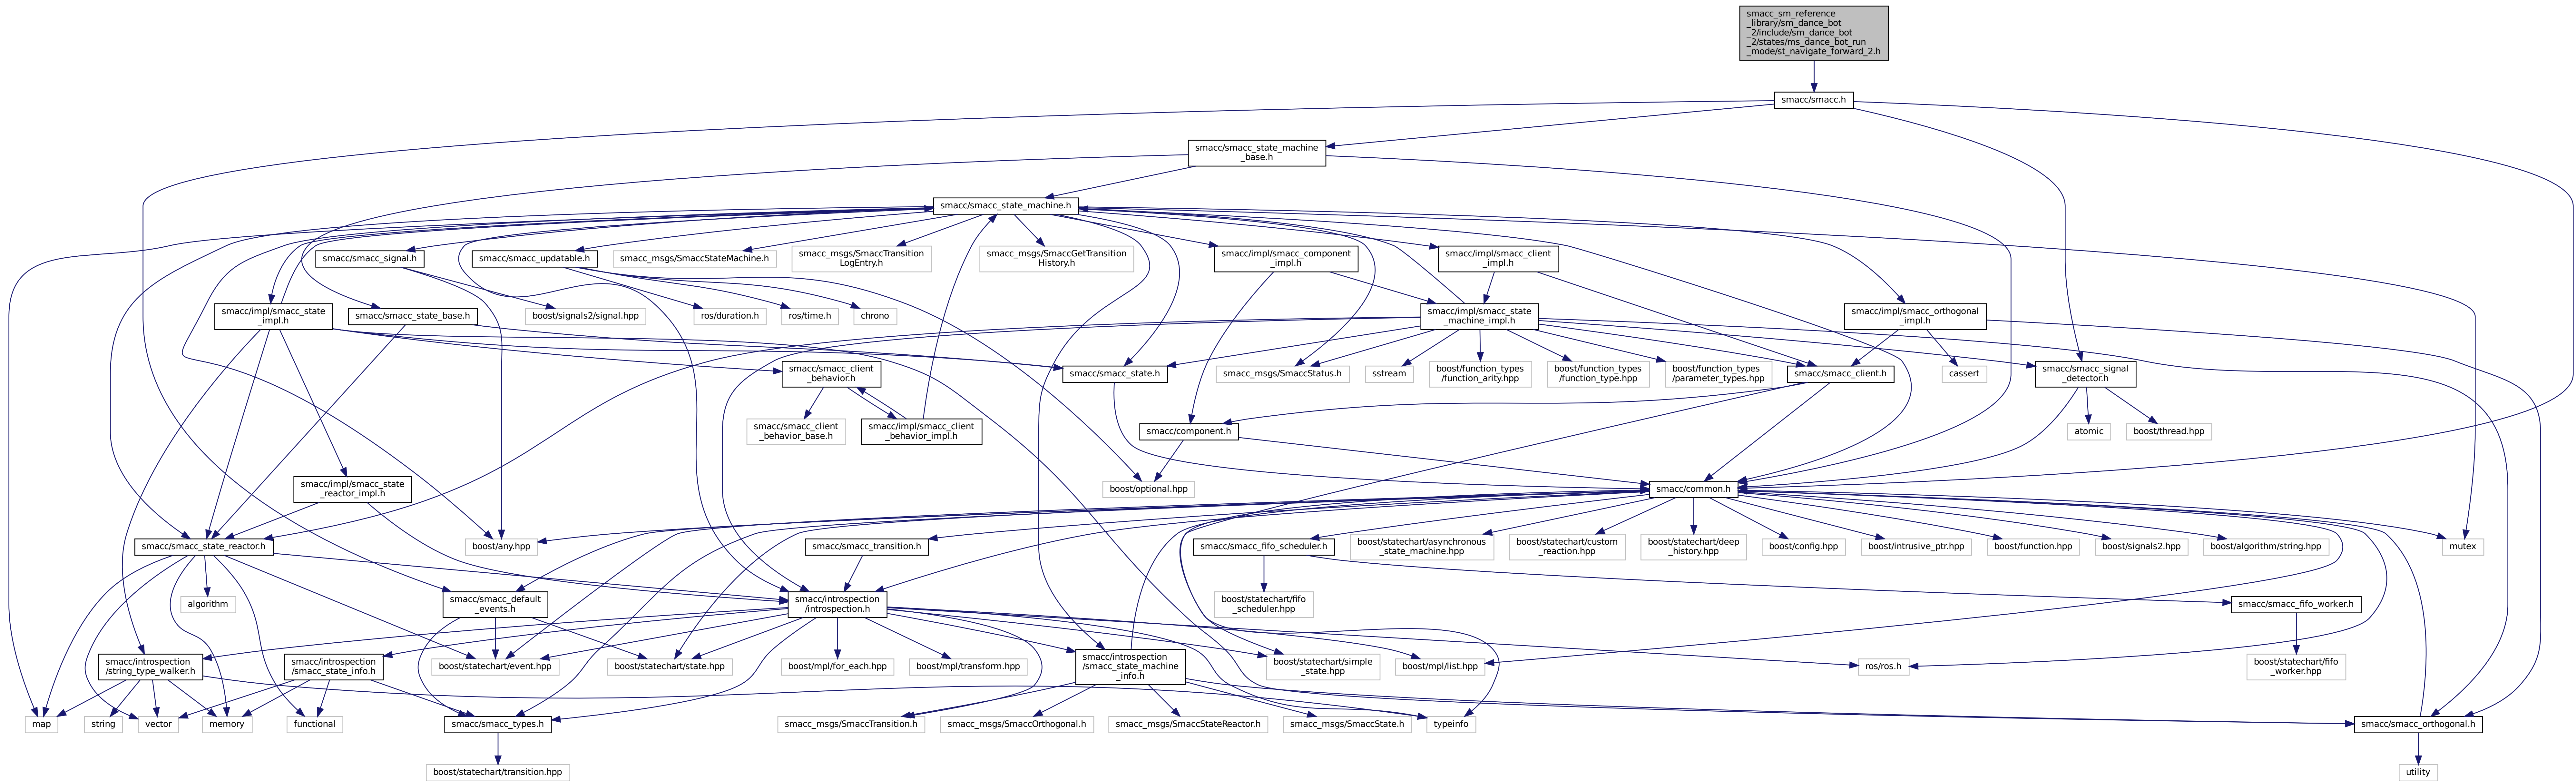 smacc_sm_reference
_library/sm_dance_bot
_2/include/sm_dance_bot
_2/states/ms_dance_bot_run
_mode/st_navigate_forward_2.h
smacc/smacc.h
smacc/smacc_state_machine
_base.h
smacc/smacc_state_machine.h
smacc/smacc_signal.h
smacc/smacc_updatable.h
smacc_msgs/SmaccStateMachine.h
smacc_msgs/SmaccTransition
LogEntry.h
smacc_msgs/SmaccGetTransition
History.h
smacc/impl/smacc_component
_impl.h
smacc/impl/smacc_client
_impl.h
smacc/impl/smacc_state
_impl.h
smacc/smacc_state_base.h
boost/signals2/signal.hpp
ros/duration.h
ros/time.h
chrono
smacc/impl/smacc_state
_machine_impl.h
smacc/impl/smacc_orthogonal
_impl.h
smacc/smacc_client
_behavior.h
smacc/smacc_state.h
smacc_msgs/SmaccStatus.h
sstream
boost/function_types
/function_arity.hpp
boost/function_types
/function_type.hpp
boost/function_types
/parameter_types.hpp
smacc/smacc_client.h
cassert
smacc/smacc_signal
_detector.h
smacc/smacc_client
_behavior_base.h
smacc/impl/smacc_client
_behavior_impl.h
smacc/component.h
atomic
boost/thread.hpp
smacc/impl/smacc_state
_reactor_impl.h
boost/optional.hpp
smacc/common.h
smacc/smacc_state_reactor.h
boost/any.hpp
smacc/smacc_transition.h
smacc/smacc_fifo_scheduler.h
boost/statechart/asynchronous
_state_machine.hpp
boost/statechart/custom
_reaction.hpp
boost/statechart/deep
_history.hpp
boost/config.hpp
boost/intrusive_ptr.hpp
boost/function.hpp
boost/signals2.hpp
boost/algorithm/string.hpp
mutex
algorithm
smacc/smacc_default
_events.h
smacc/introspection
/introspection.h
boost/statechart/fifo
_scheduler.hpp
smacc/smacc_fifo_worker.h
smacc/introspection
/string_type_walker.h
smacc/introspection
/smacc_state_info.h
boost/statechart/event.hpp
boost/statechart/state.hpp
boost/mpl/for_each.hpp
boost/mpl/transform.hpp
smacc/introspection
/smacc_state_machine
_info.h
boost/statechart/simple
_state.hpp
boost/mpl/list.hpp
ros/ros.h
boost/statechart/fifo
_worker.hpp
map
string
vector
memory
functional
smacc/smacc_types.h
smacc_msgs/SmaccTransition.h
smacc_msgs/SmaccOrthogonal.h
smacc_msgs/SmaccStateReactor.h
smacc_msgs/SmaccState.h
typeinfo
smacc/smacc_orthogonal.h
boost/statechart/transition.hpp
utility